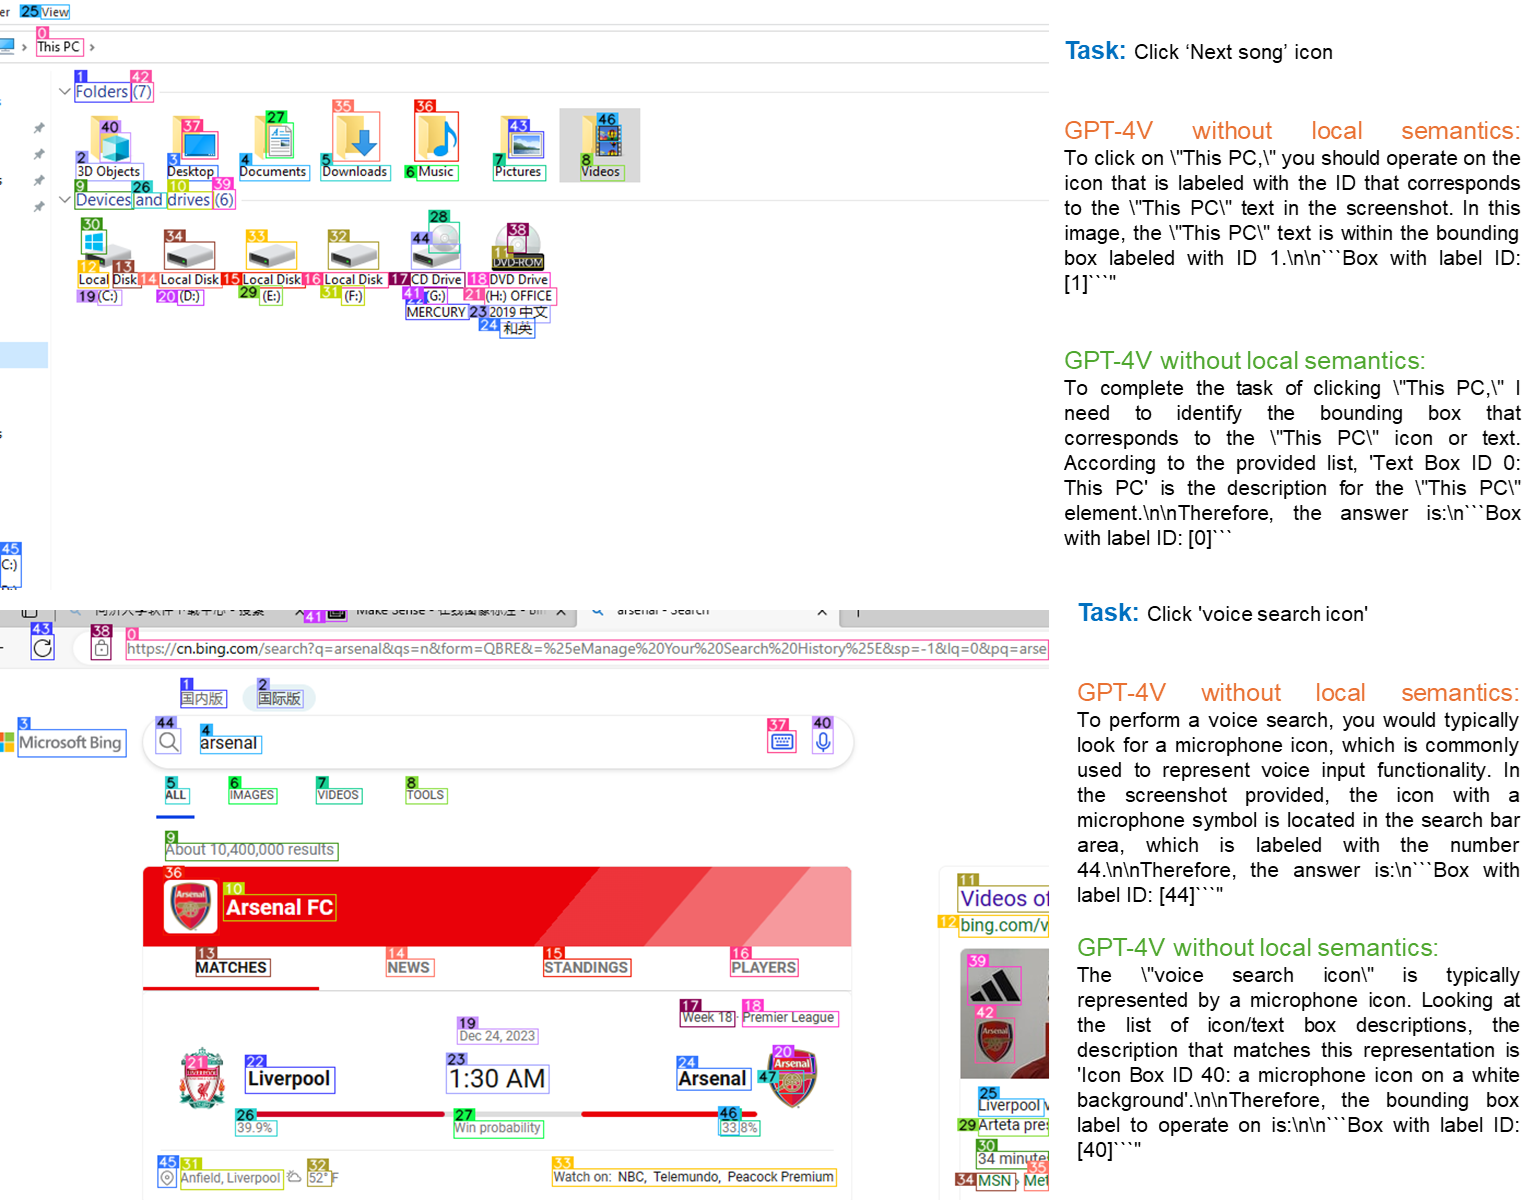 er 25 View
0
This PC
1 42
Folders (7)
40 37 27 35 36 43 46
2 3D Objects
3 Desktop
4 Documents
5 Downloads
6 Music
7 Pictures
8 Videos
9 26 10 39
Devices and drives (6)
30 34 33 32 28 44 38 11
DVD-ROM
12 13 Local Disk
19 (C:)
14 Local Disk
20 (D:)
15 Local Disk
29 (E:)
16 Local Disk
31 (F:)
17 CD Drive
41 (G:)
MERCURY
18 DVD Drive
21 (H:) OFFICE
23 2019 中文
24 和英
45
C:)
Task: Click ‘Next song’ icon
GPT-4V without local semantics:
To click on \"This PC,\" you should operate on the
icon that is labeled with the ID that corresponds
to the \"This PC\" text in the screenshot. In this
image, the \"This PC\" text is within the bounding
box labeled with ID 1.\n\n```Box with label ID:
[1]```"
GPT-4V without local semantics:
To complete the task of clicking \"This PC,\" I
need to identify the bounding box that
corresponds to the \"This PC\" icon or text.
According to the provided list, 'Text Box ID 0:
This PC' is the description for the \"This PC\"
element.\n\nTherefore, the answer is:\n```Box
with label ID: [0]```
41 Make Sense -
arsenal - Search
43 38 0
https://cn.bing.com/search?q=arsenal&qs=n&form=QBRE&=%25eManage%20Your%20Search%20History%25E&sp=-1&lq=0&pq=arse
1 2
国内版 国际版
3 44 4 37 40
Microsoft Bing
arsenal
5 6 7 8
ALL IMAGES VIDEOS TOOLS
9
About 10,400,000 results
36
Arsenal
10
Arsenal FC
13 14 15 16
MATCHES NEWS STANDINGS PLAYERS
17 18
Week 18 · Premier League
19
Dec 24, 2023
21 22 23 24 20 47
Liverpool 1:30 AM Arsenal
Arsenal
26 27 46
39.9% Win probability 33.8%
45 31 32 33
Anfield, Liverpool 52° F
Watch on: NBC, Telemundo, Peacock Premium
11
Videos of
12 bing.com/v
39
42
25
Liverpool v
29 Arteta pres
30
34 minute
35
34 MSN · Met
Task: Click 'voice search icon'
GPT-4V without local semantics:
To perform a voice search, you would typically
look for a microphone icon, which is commonly
used to represent voice input functionality. In
the screenshot provided, the icon with a
microphone symbol is located in the search bar
area, which is labeled with the number
44.\n\nTherefore, the answer is:\n```Box with
label ID: [44]```"
GPT-4V without local semantics:
The \"voice search icon\" is typically
represented by a microphone icon. Looking at
the list of icon/text box descriptions, the
description that matches this representation is
'Icon Box ID 40: a microphone icon on a white
background'.\n\nTherefore, the bounding box
label to operate on is:\n\n```Box with label ID:
[40]```"